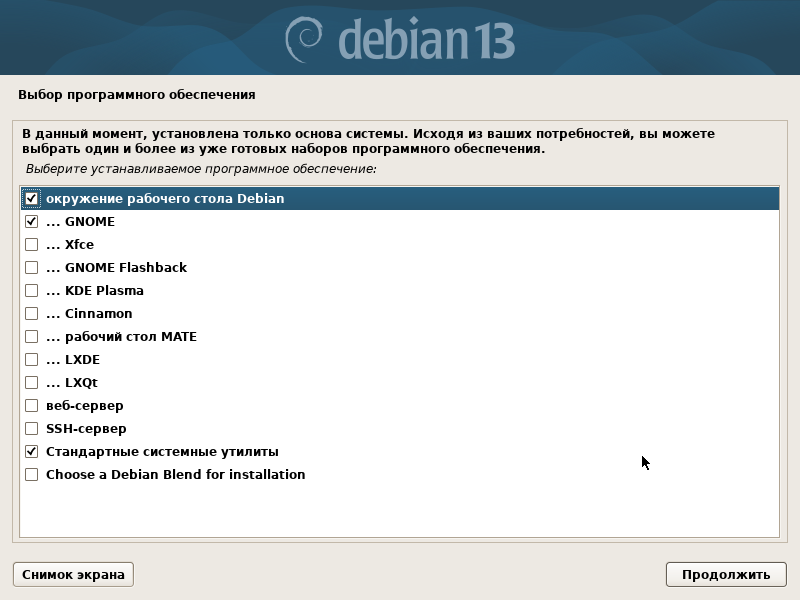 debian 13
Выбор программного обеспечения
В данный момент, установлена только основа системы. Исходя из ваших потребностей, вы можете
выбрать один и более из уже готовых наборов программного обеспечения.
Выберите устанавливаемое программное обеспечение:
окружение рабочего стола Debian
... GNOME
... Xfce
... GNOME Flashback
... KDE Plasma
... Cinnamon
... рабочий стол MATE
... LXDE
... LXQt
веб-сервер
SSH-сервер
Стандартные системные утилиты
Choose a Debian Blend for installation
Снимок экрана
Продолжить